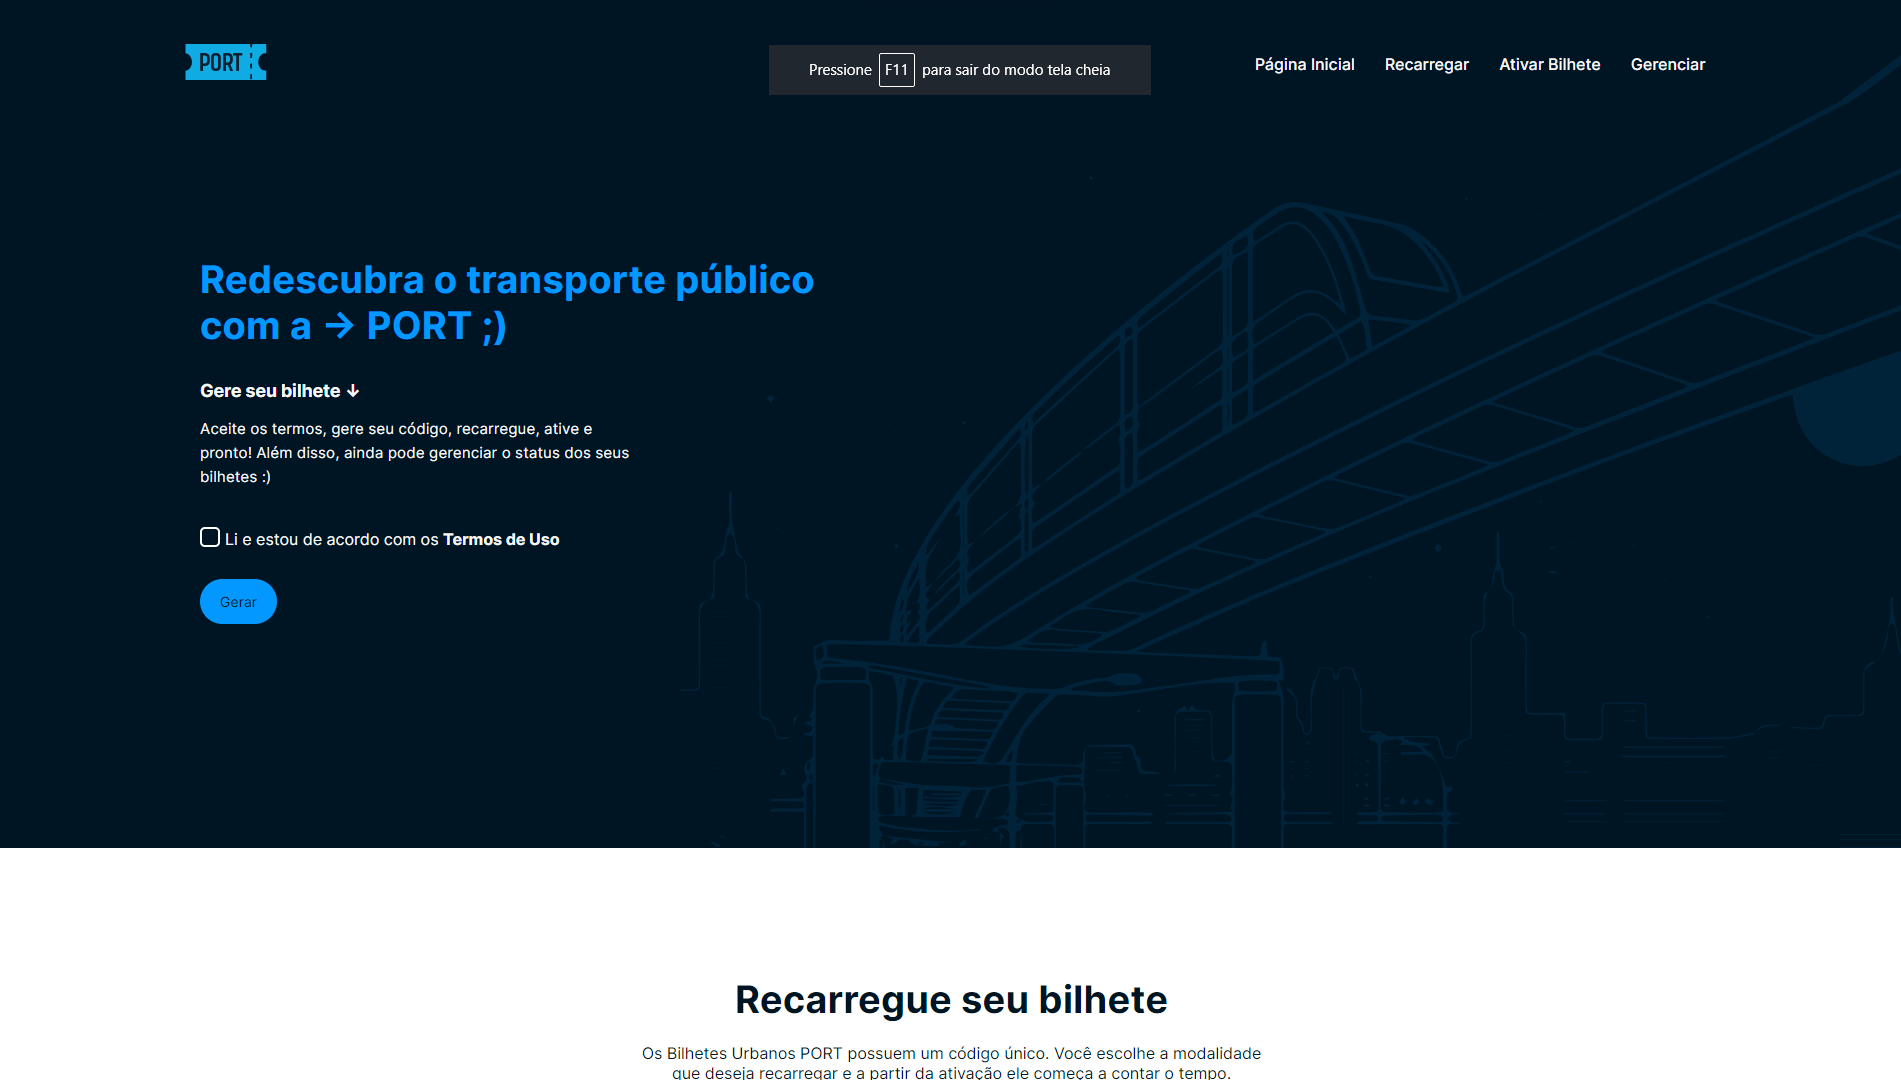 PORT
Pressione F11 para sair do modo tela cheia
Página Inicial Recarregar Ativar Bilhete Gerenciar
Redescubra o transporte público
com a → PORT ;)
Gere seu bilhete ↓
Aceite os termos, gere seu código, recarregue, ative e
pronto! Além disso, ainda pode gerenciar o status dos seus
bilhetes :)
Li e estou de acordo com os Termos de Uso
Gerar
Recarregue seu bilhete
Os Bilhetes Urbanos PORT possuem um código único. Você escolhe a modalidade
que deseja recarregar e a partir da ativação ele começa a contar o tempo.